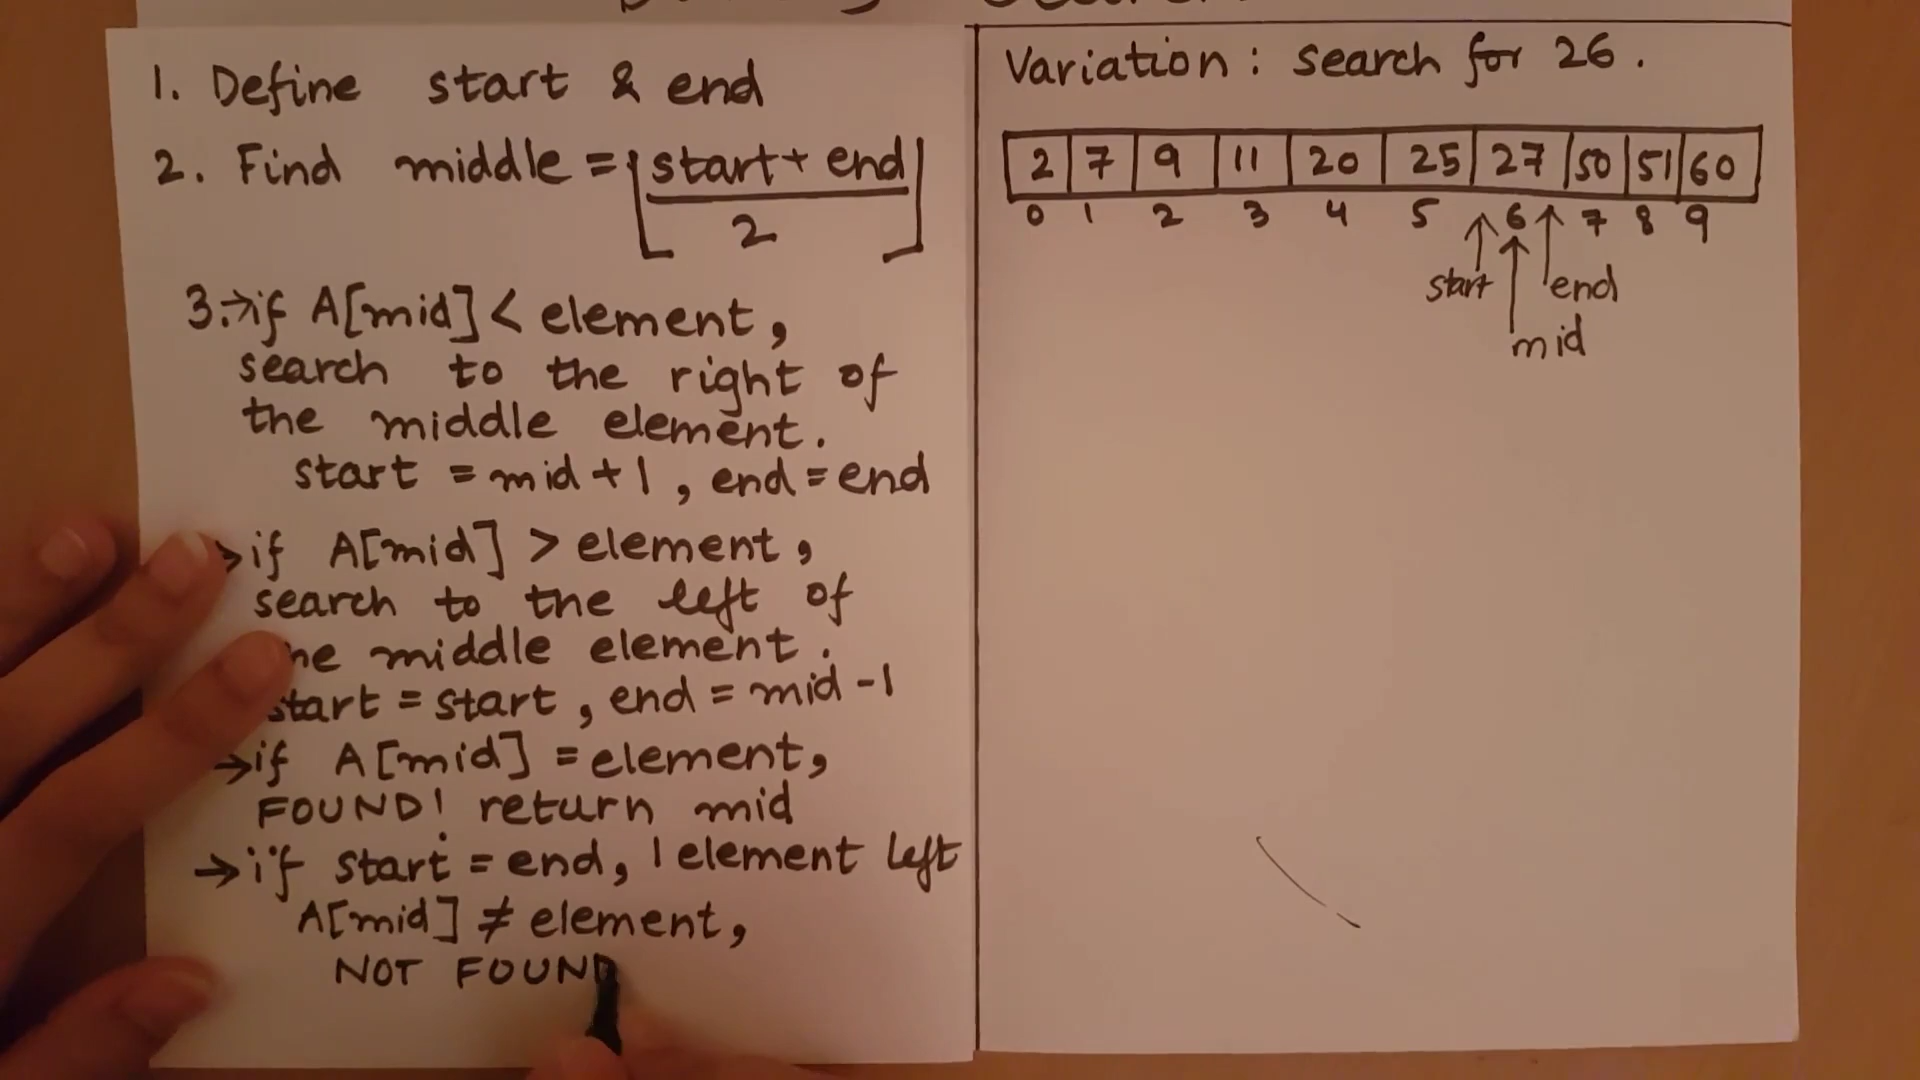 1. Define start & end
2. Find middle = ⌊start + end / 2⌋
3. → if A[mid] < element,
search to the right of
the middle element.
start = mid + 1, end = end
→ if A[mid] > element,
search to the left of
he middle element.
start = start, end = mid - 1
→ if A[mid] = element,
FOUND! return mid
→ if start = end, 1 element left
A[mid] ≠ element,
NOT FOUND
Variation: search for 26.
2 7 9 11 20 25 27 50 51 60
0 1 2 3 4 5 6 7 8 9
start end
mid